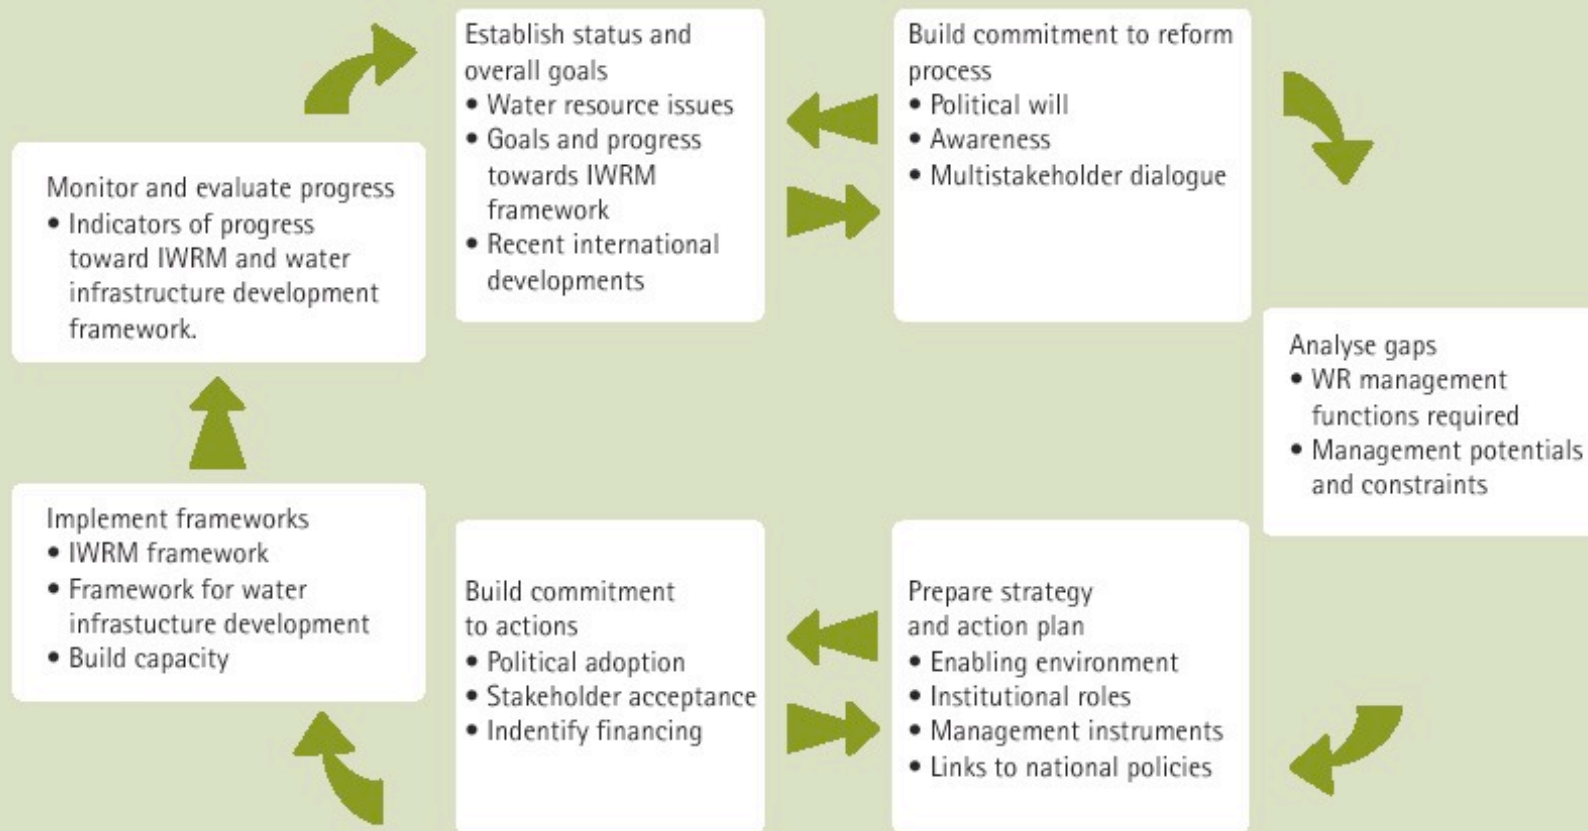 Establish status and
overall goals
• Water resource issues
• Goals and progress
towards IWRM
framework
• Recent international
developments
Build commitment to reform
process
• Political will
• Awareness
• Multistakeholder dialogue
Analyse gaps
• WR management
functions required
• Management potentials
and constraints
Prepare strategy
and action plan
• Enabling environment
• Institutional roles
• Management instruments
• Links to national policies
Build commitment
to actions
• Political adoption
• Stakeholder acceptance
• Indentify financing
Implement frameworks
• IWRM framework
• Framework for water
infrastucture development
• Build capacity
Monitor and evaluate progress
• Indicators of progress
toward IWRM and water
infrastructure development
framework.